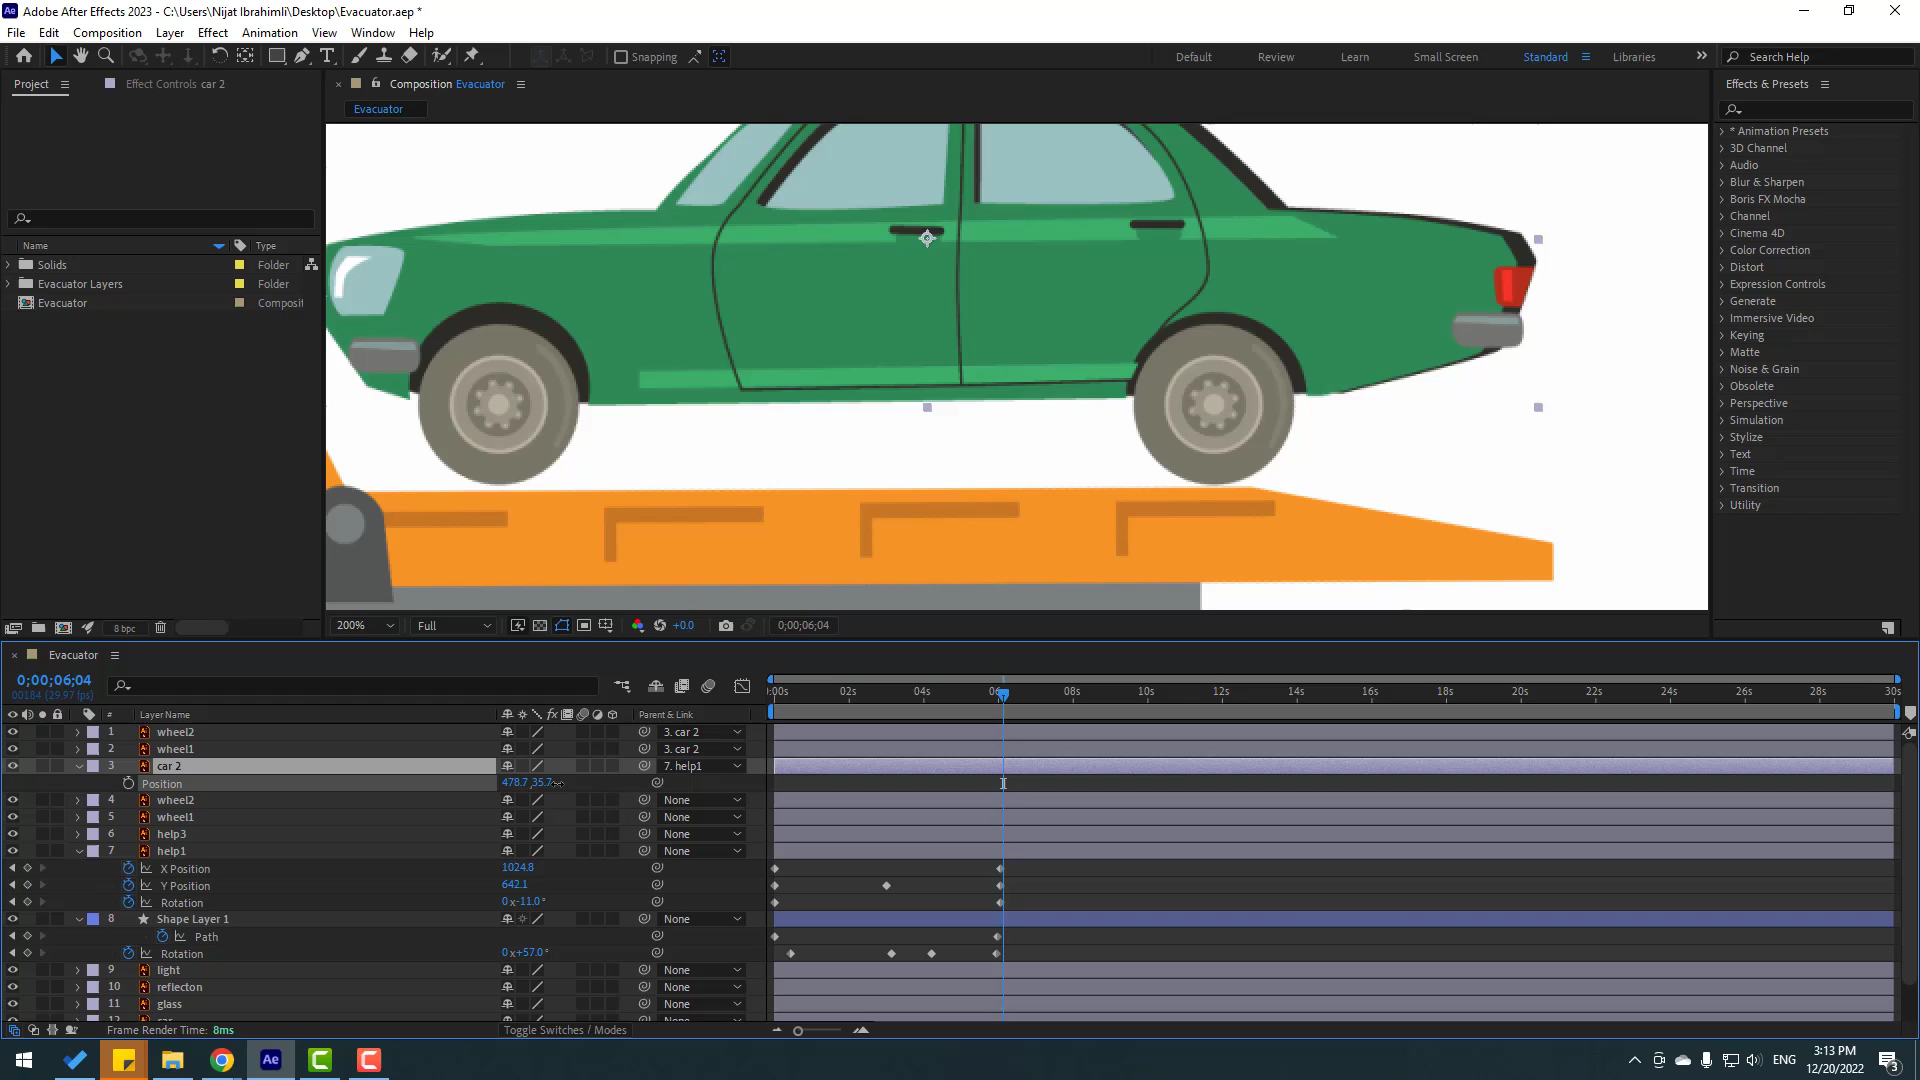 Adobe After Effects 2023 - C:\Users\Nijat Ibrahimli\Desktop\Evacuator.aep *
File Edit Composition Layer Effect Animation View Window Help
Snapping Default Review Learn Small Screen Standard Libraries Search Help
Project Effect Controls car 2 Composition Evacuator Effects & Presets
Evacuator
Name Type
Solids Folder
Evacuator Layers Folder
Evacuator Composit
* Animation Presets
3D Channel
Audio
Blur & Sharpen
Boris FX Mocha
Channel
Cinema 4D
Color Correction
Distort
Expression Controls
Generate
Immersive Video
Keying
Matte
Noise & Grain
Obsolete
Perspective
Simulation
Stylize
Text
Time
Transition
Utility
8 bpc 200% Full +0.0 0;00;06;04
Evacuator
0;00;06;04
00184 (29.97 fps)
:00s 02s 04s 06s 08s 10s 12s 14s 16s 18s 20s 22s 24s 26s 28s 30s
# Layer Name Parent & Link
1 wheel2 3. car 2
2 wheel1 3. car 2
3 car 2 7. help1
Position 478.7,35.7
4 wheel2 None
5 wheel1 None
6 help3 None
7 help1 None
X Position 1024.8
Y Position 642.1
Rotation 0x-11.0°
8 Shape Layer 1 None
Path
Rotation 0x+57.0°
9 light None
10 reflecton None
11 glass None
Frame Render Time: 8ms Toggle Switches / Modes
ENG 3:13 PM
12/20/2022
3